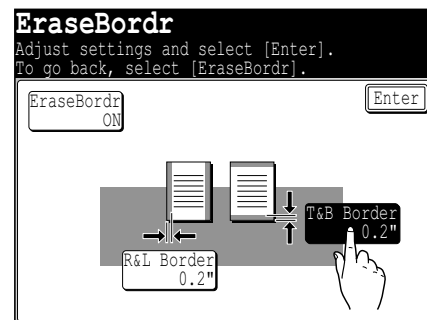 EraseBordr
Adjust settings and select [Enter].
To go back, select [EraseBordr].
EraseBordr
ON
Enter
T&B Border
0.2"
R&L Border
0.2"